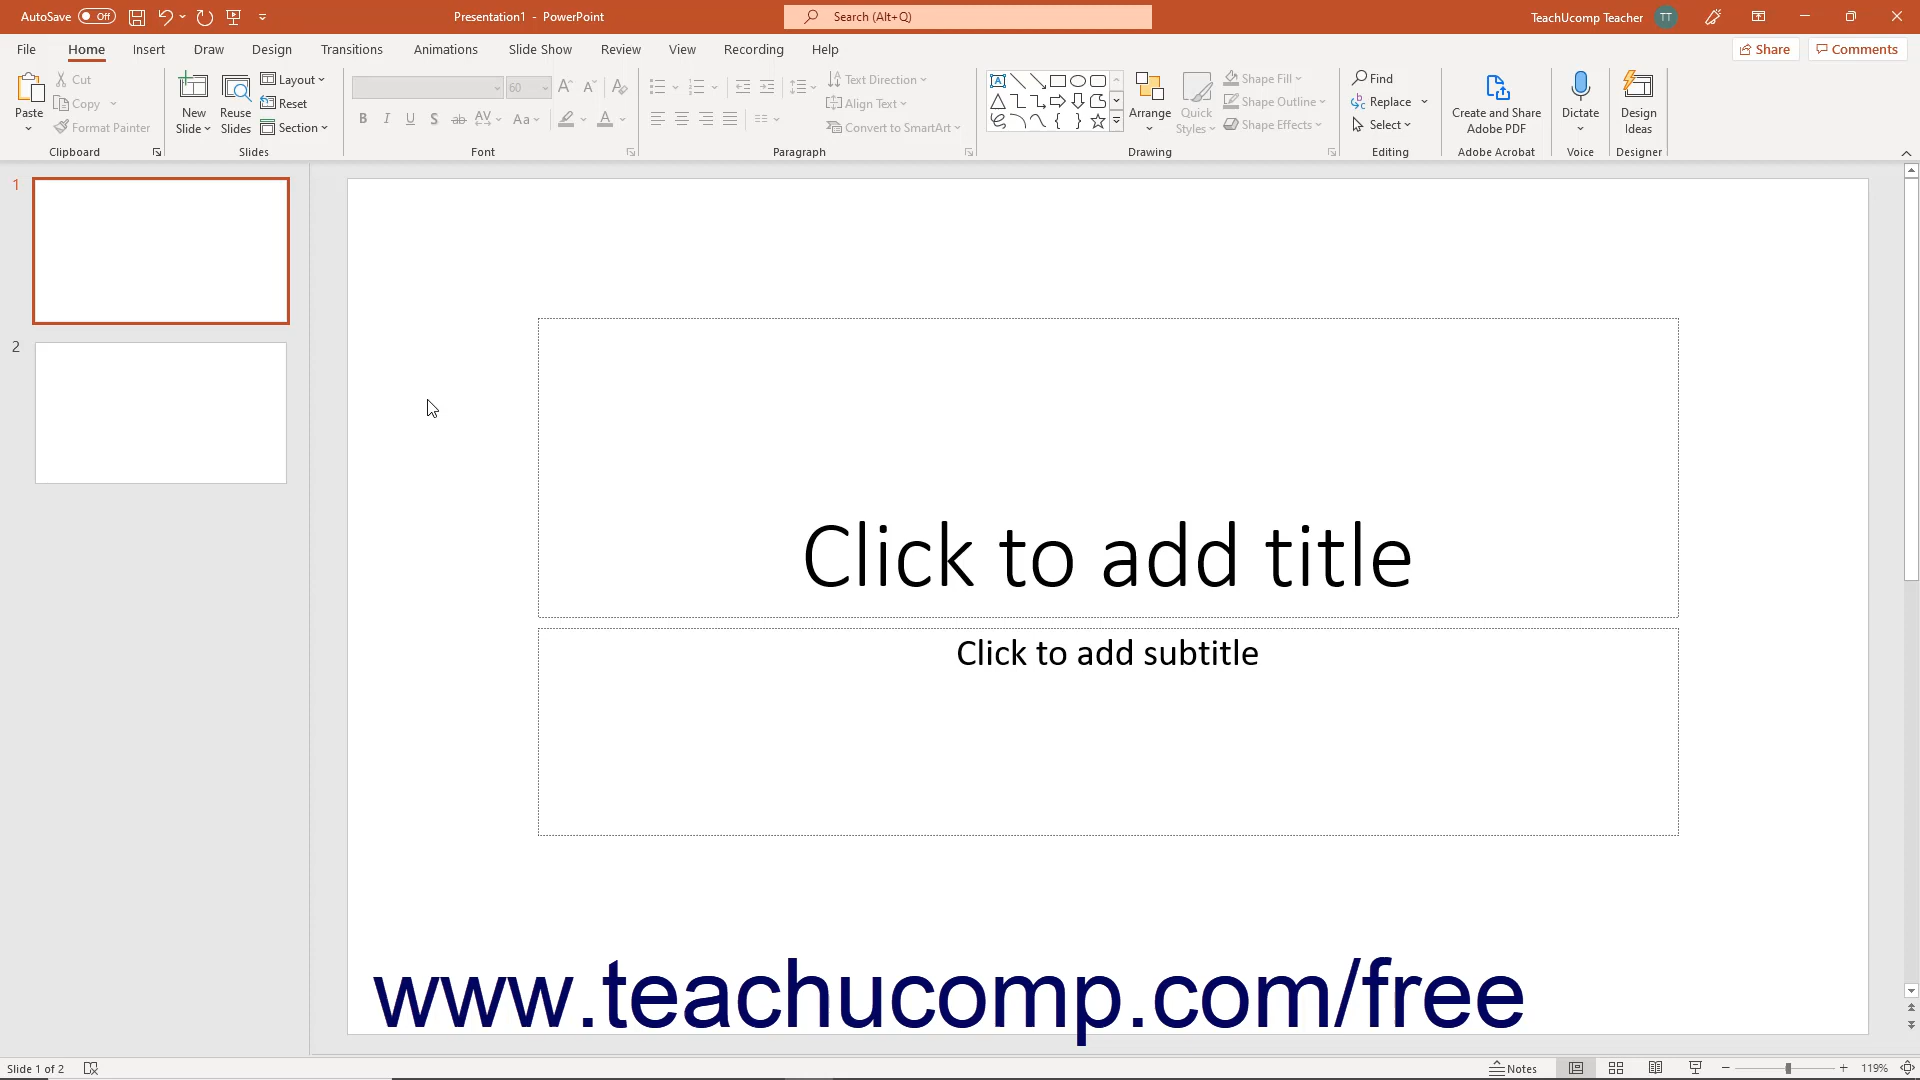 AutoSave Off Presentation1 - PowerPoint Search (Alt+Q) TeachUcomp Teacher TT
File Home Insert Draw Design Transitions Animations Slide Show Review View Recording Help Share Comments
Paste
Cut
Copy
Format Painter
Clipboard
New Slide
Reuse Slides
Layout
Reset
Section
Slides
60
B I U S ab AV Aa A
Font
Text Direction
Align Text
Convert to SmartArt
Paragraph
Arrange
Quick Styles
Shape Fill
Shape Outline
Shape Effects
Drawing
Find
Replace
Select
Editing
Create and Share Adobe PDF
Adobe Acrobat
Dictate
Voice
Design Ideas
Designer
1
2
Click to add title
Click to add subtitle
www.teachucomp.com/free
Slide 1 of 2 Notes 119%